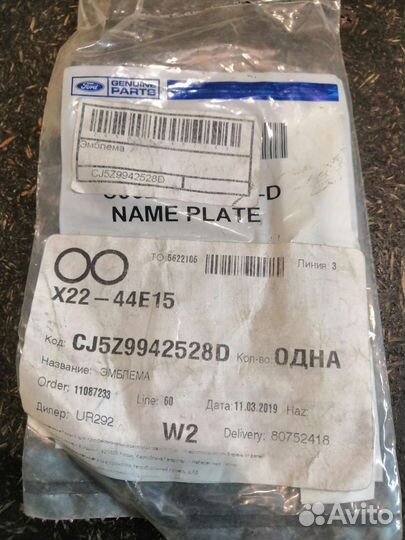 Ford
GENUINE
PARTS
Эмблема
CJ5Z9942528D
-D
NAME PLATE
ТО 5622106
Линия 3
X22-44E15
Код: CJ5Z9942528D Кол-во: ОДНА
Название: ЭМБЛЕМА
Order: 11087233 Line: 60 Дата: 11.03.2019 Haz:
Дилер: UR292 W2 Delivery: 80752418
Avito